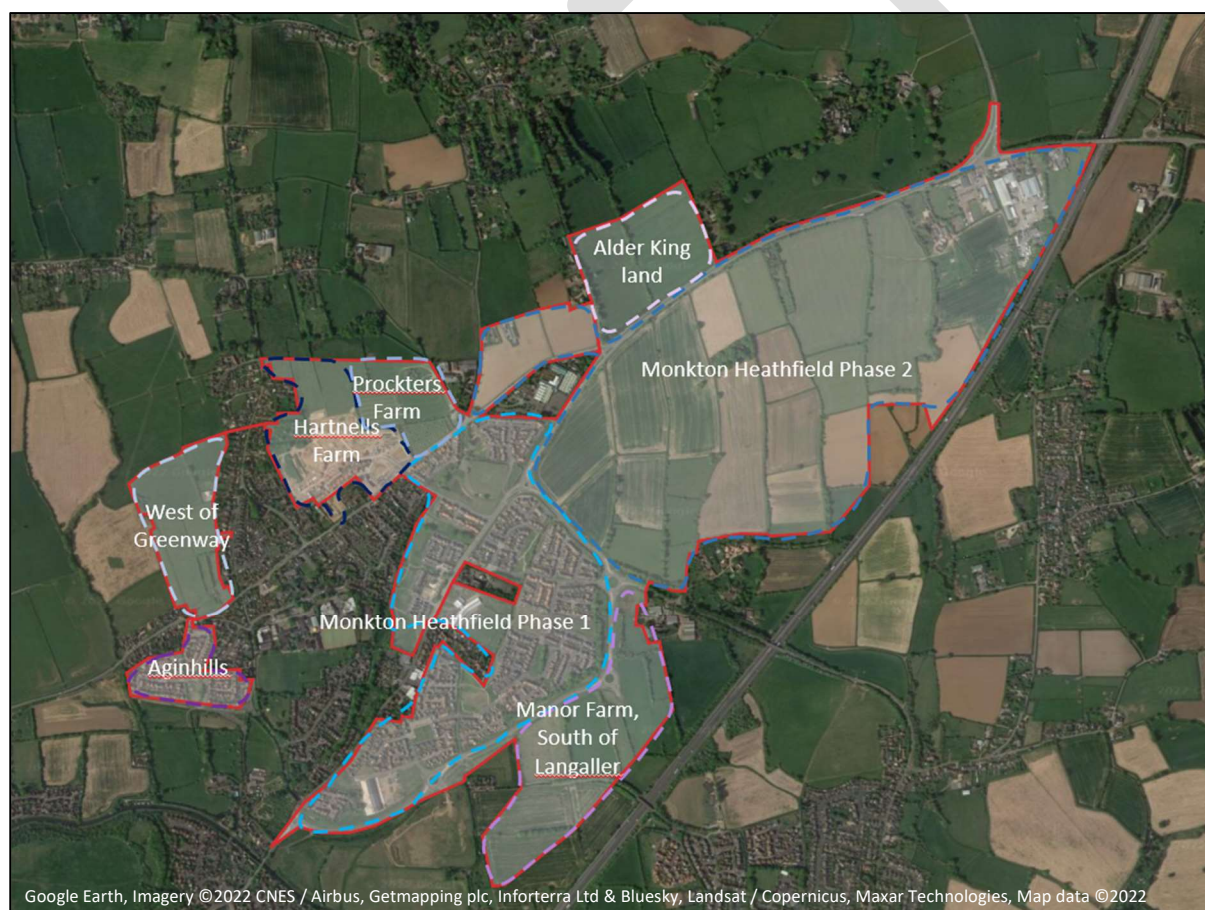 Alder King
land
Monkton Heathfield Phase 2
Prockters
Farm
Hartnells
Farm
West of
Greenway
Monkton Heathfield Phase 1
Aginhills
Manor Farm,
South of
Langaller
Google Earth, Imagery ©2022 CNES / Airbus, Getmapping plc, Infoterra Ltd & Bluesky, Landsat / Copernicus, Maxar Technologies, Map data ©2022